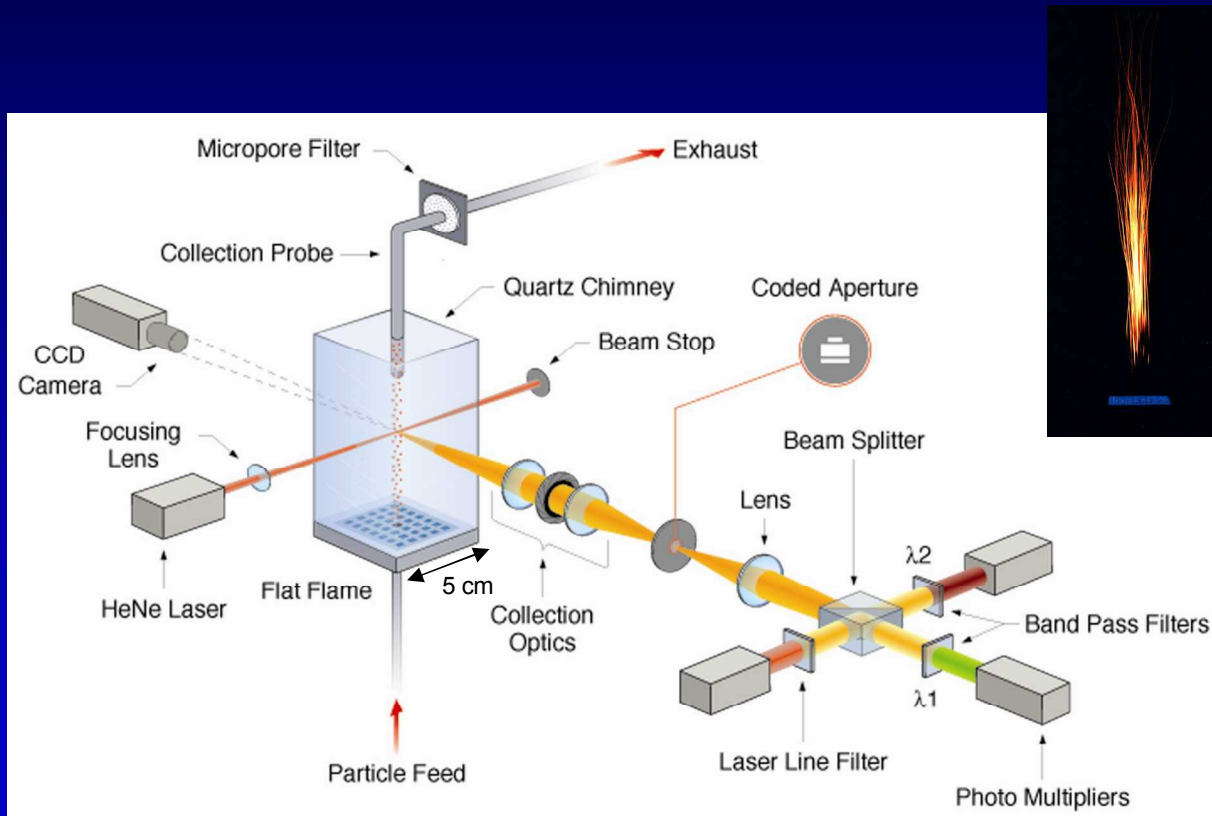 Micropore Filter
Exhaust
Collection Probe
Quartz Chimney
Coded Aperture
Beam Stop
CCD
Camera
Focusing
Lens
Beam Splitter
Lens
λ2
HeNe Laser
Flat Flame
5 cm
Collection
Optics
Band Pass Filters
λ1
Laser Line Filter
Particle Feed
Photo Multipliers